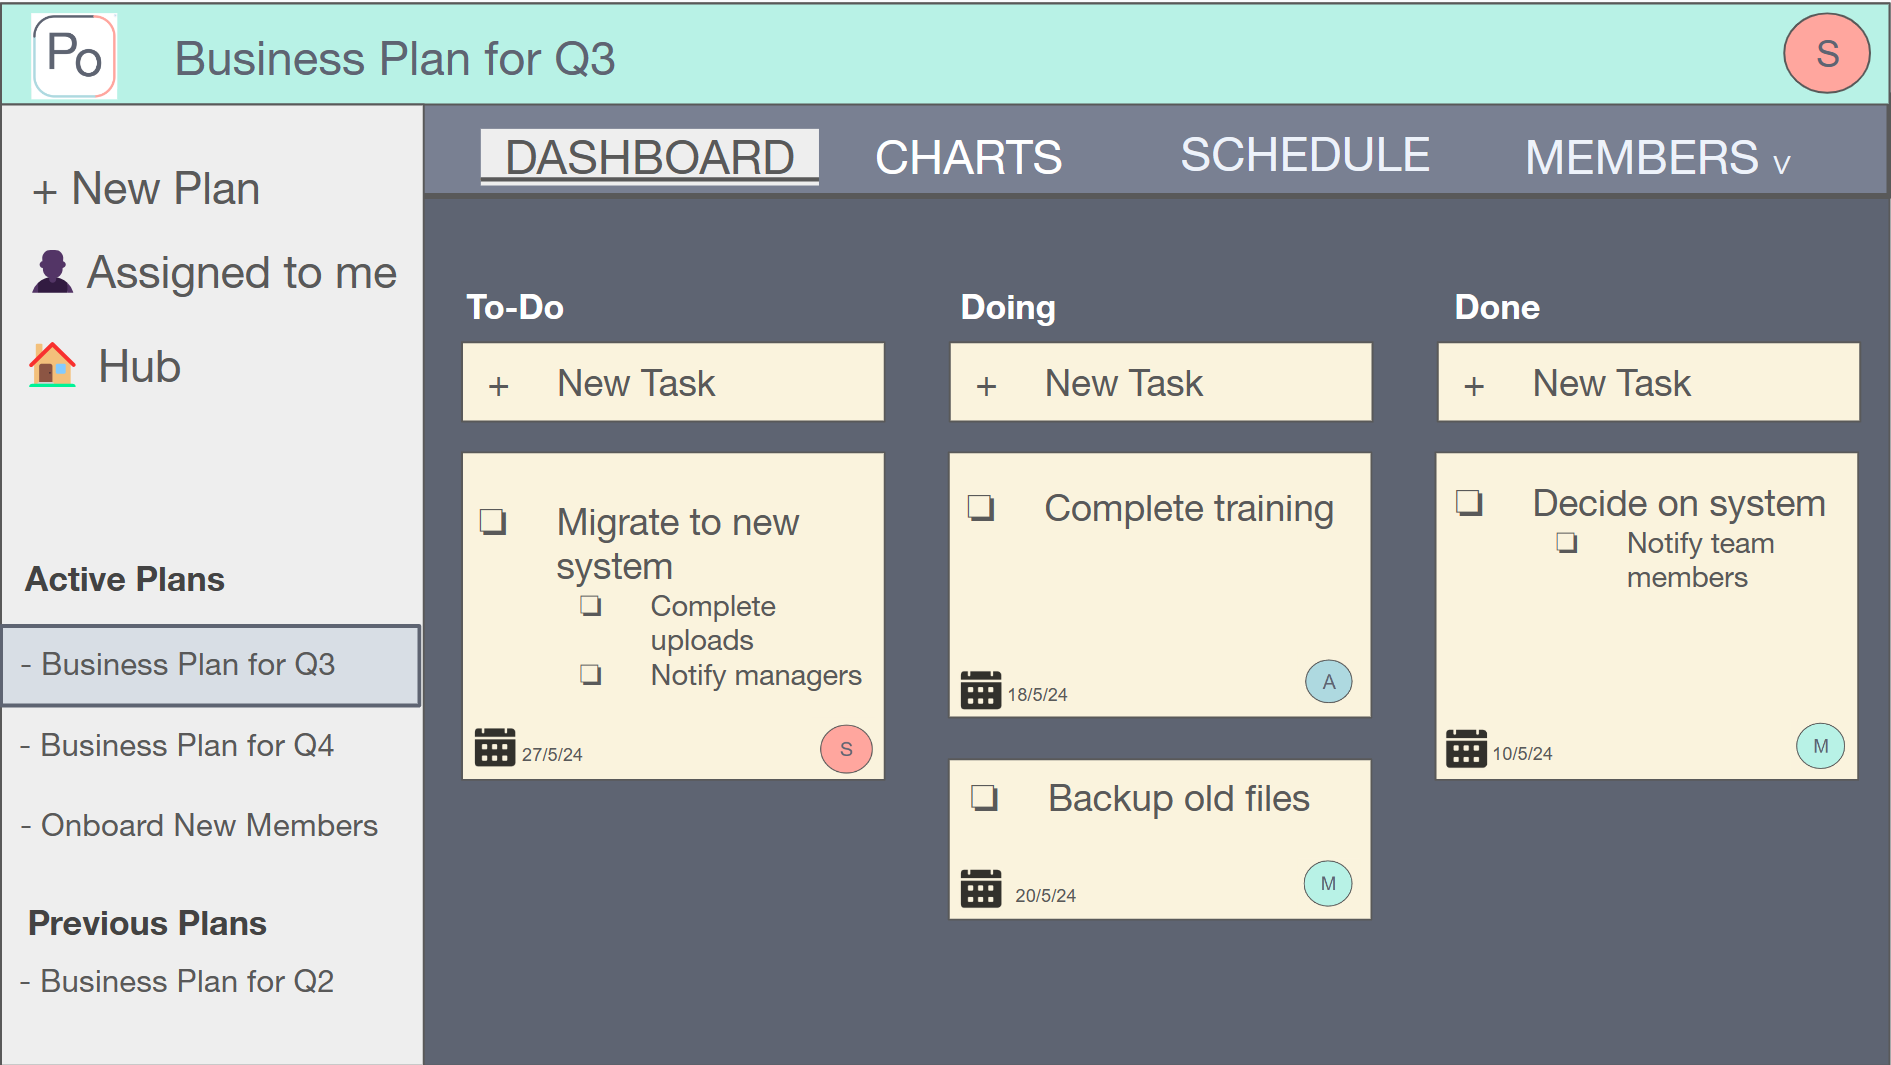 Po
Business Plan for Q3
S
DASHBOARD
CHARTS
SCHEDULE
MEMBERS v
+ New Plan
Assigned to me
Hub
Active Plans
- Business Plan for Q3
- Business Plan for Q4
- Onboard New Members
Previous Plans
- Business Plan for Q2
To-Do
+ New Task
Migrate to new
system
Complete
uploads
Notify managers
27/5/24
S
Doing
+ New Task
Complete training
18/5/24
A
Backup old files
20/5/24
M
Done
+ New Task
Decide on system
Notify team
members
10/5/24
M